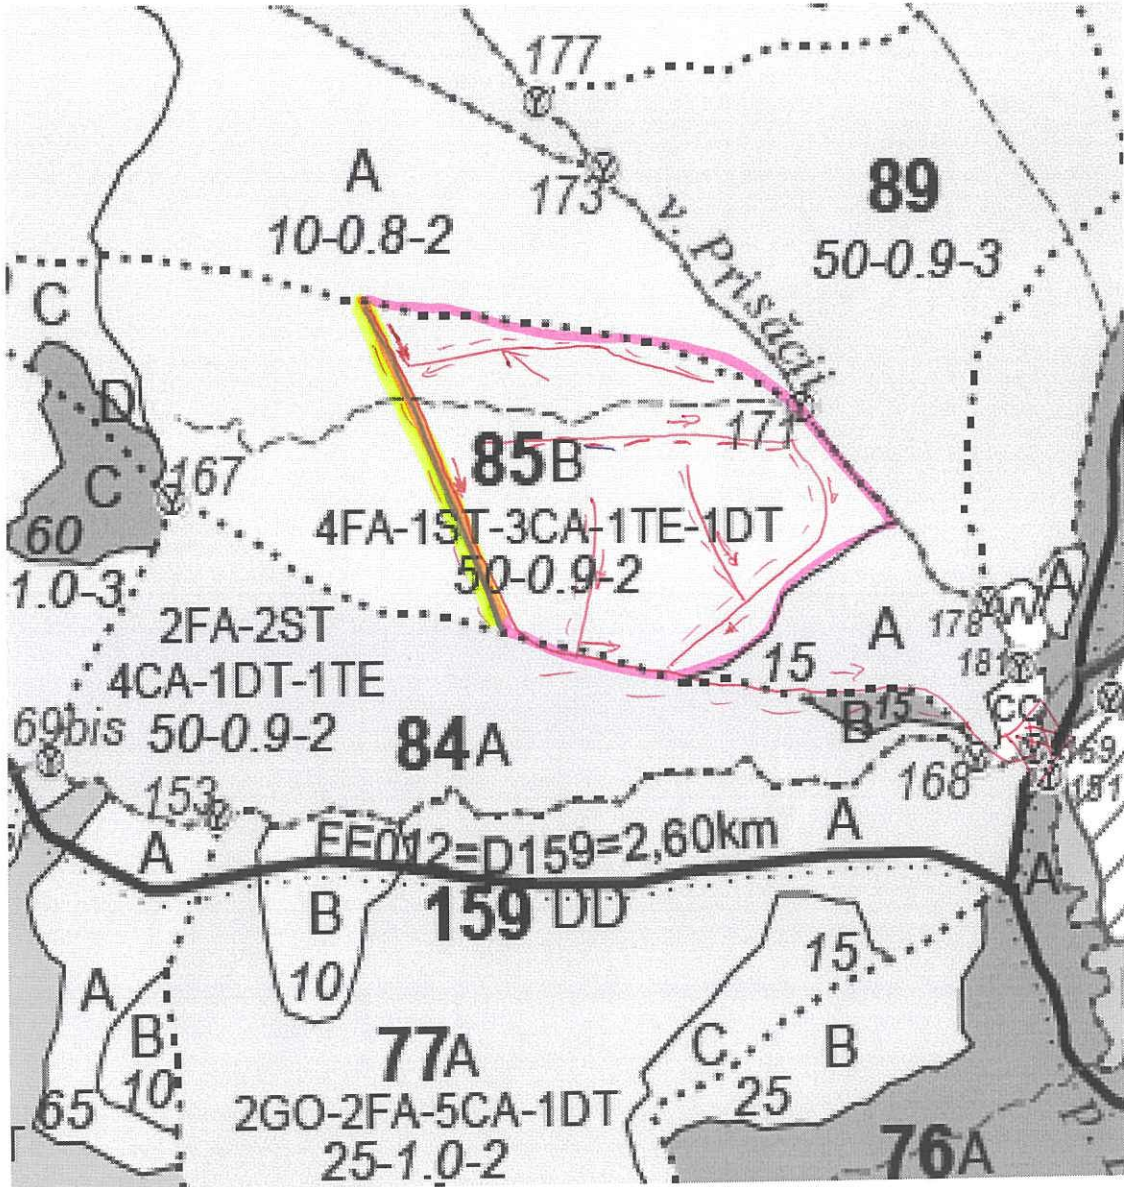 177
A
10-0.8-2
173
v. Prisăcii
89
50-0.9-3
C
D
C
167
60
1.0-3
171
85B
4FA-1ST-3CA-1TE-1DT
50-0.9-2
2FA-2ST
4CA-1DT-1TE
50-0.9-2
A
178
A
181
15
CC
B 15
69bis
84A
168
169
181
153
A
FE012=D159=2,60km
A
B
10
159 DD
A
15
A
B
10
65
77A
2GO-2FA-5CA-1DT
25-1.0-2
C
B
25
76A
p.